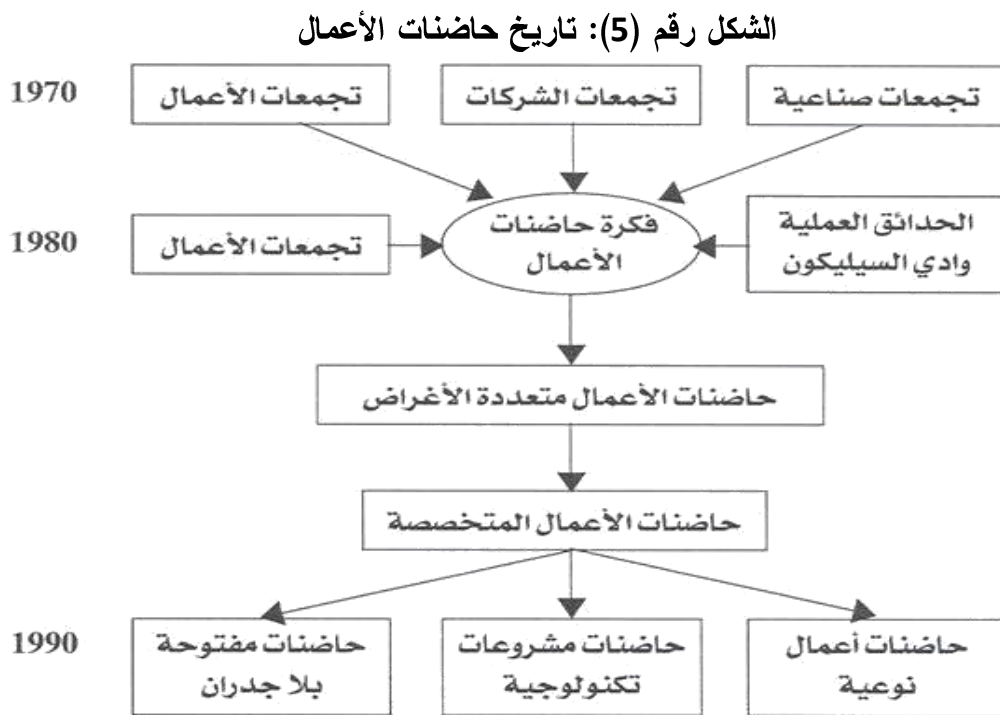 الشكل رقم (5): تاريخ حاضنات الأعمال
1970
تجمعات صناعية
تجمعات الشركات
تجمعات الأعمال
1980
الحدائق العملية
وادي السيليكون
فكرة حاضنات
الأعمال
تجمعات الأعمال
حاضنات الأعمال متعددة الأغراض
حاضنات الأعمال المتخصصة
1990
حاضنات أعمال
نوعية
حاضنات مشروعات
تكنولوجية
حاضنات مفتوحة
بلا جدران